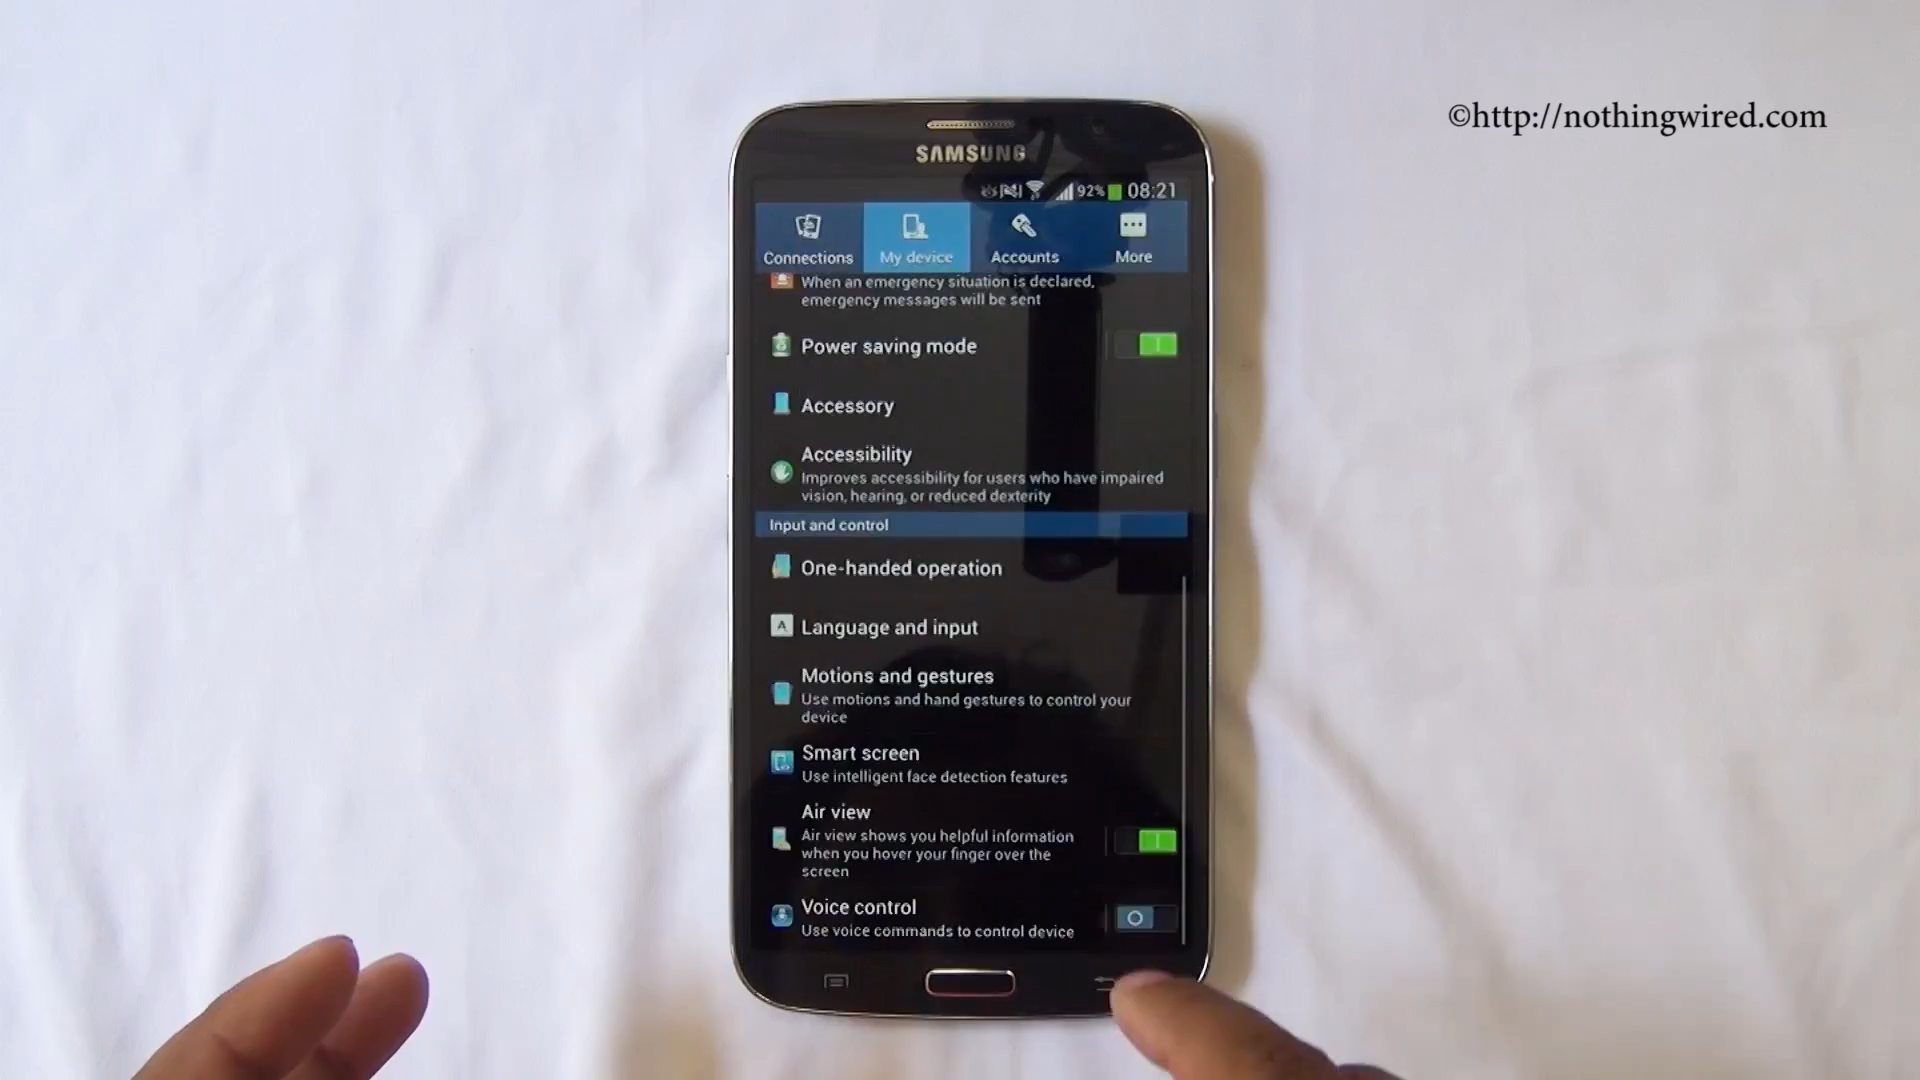 ©http://nothingwired.com
SAMSUNG
92% 08:21
Connections My device Accounts More
When an emergency situation is declared,
emergency messages will be sent
Power saving mode
Accessory
Accessibility
Improves accessibility for users who have impaired
vision, hearing, or reduced dexterity
Input and control
One-handed operation
A
Language and input
Motions and gestures
Use motions and hand gestures to control your
device
Smart screen
Use intelligent face detection features
Air view
Air view shows you helpful information
when you hover your finger over the
screen
Voice control
Use voice commands to control device